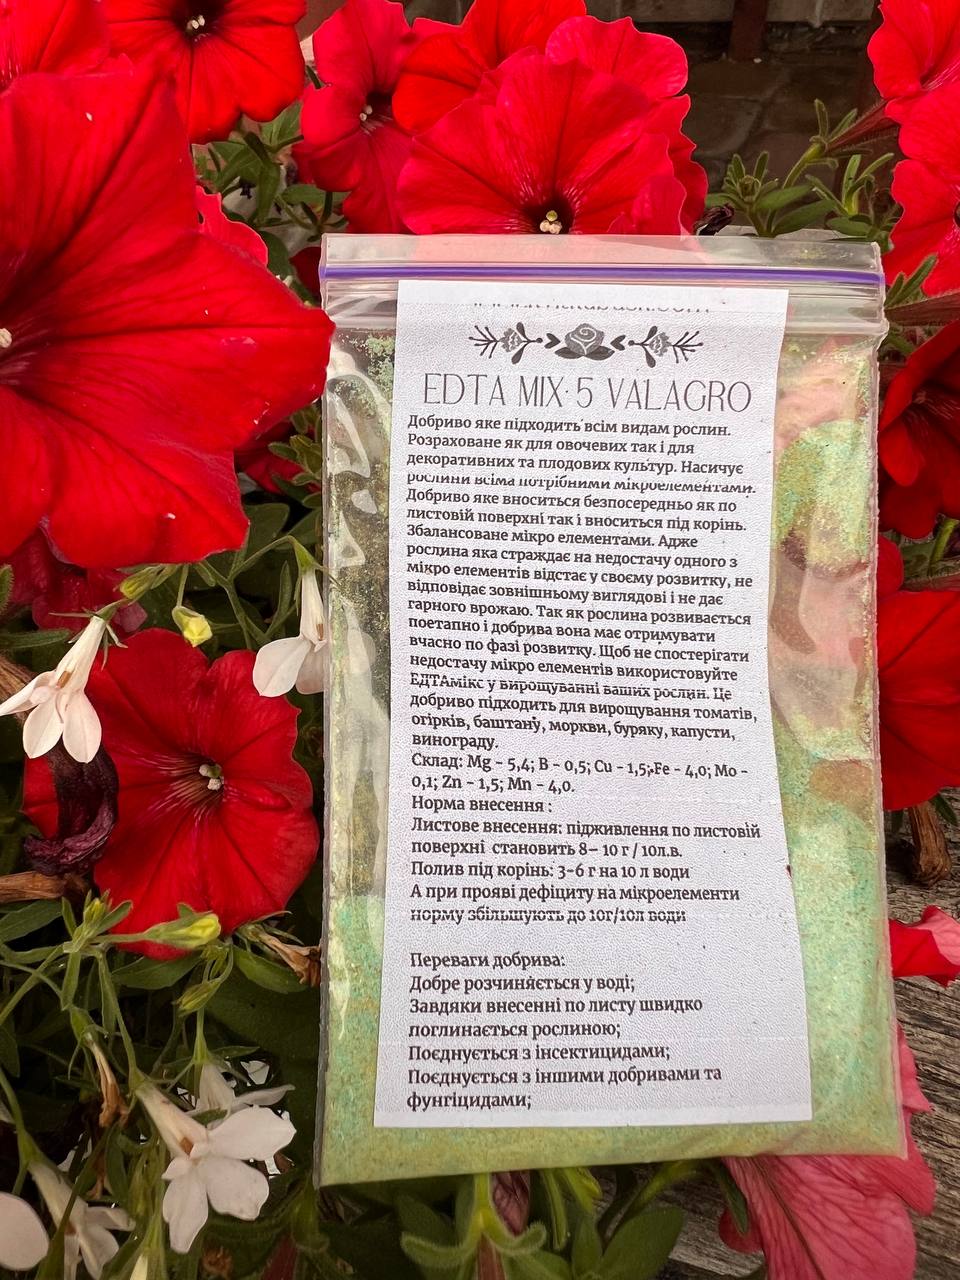 EDTA MIX·5 VALAGRO
Добриво яке підходить всім видам рослин.
Розраховане як для овочевих так і для
декоративних та плодових культур. Насичує
рослини всіма потрібними мікроелементами.
Добриво яке вноситься безпосередньо як по
листовій поверхні так і вноситься під корінь.
Збалансоване мікро елементами. Адже
рослина яка страждає на недостачу одного з
мікро елементів відстає у своєму розвитку, не
відповідає зовнішньому виглядові і не дає
гарного врожаю. Так як рослина розвивається
поетапно і добрива вона має отримувати
вчасно по фазі розвитку. Щоб не спостерігати
недостачу мікро елементів використовуйте
ЕДТАмікс у вирощуванні ваших рослин. Це
добриво підходить для вирощування томатів,
огірків, баштану, моркви, буряку, капусти,
винограду.
Склад: Mg - 5,4; B - 0,5; Cu - 1,5; Fe - 4,0; Mo -
0,1; Zn - 1,5; Mn - 4,0.
Норма внесення :
Листове внесення: підживлення по листовій
поверхні становить 8– 10 г / 10л.в.
Полив під корінь: 3-6 г на 10 л води
А при прояві дефіциту на мікроелементи
норму збільшують до 10г/10л води
Переваги добрива:
Добре розчиняється у воді;
Завдяки внесенні по листу швидко
поглинається рослиною;
Поєднується з інсектицидами;
Поєднується з іншими добривами та
фунгіцидами;